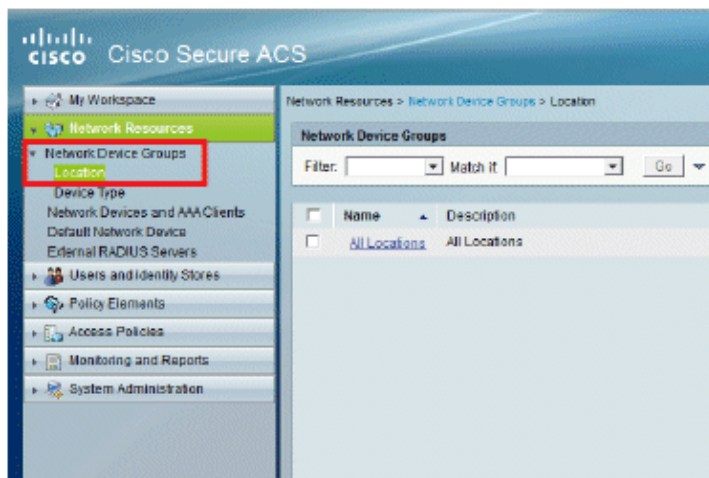 CISCO Cisco Secure ACS
My Workspace
Network Resources
Network Device Groups
Location
Device Type
Network Devices and AAA Clients
Default Network Device
External RADIUS Servers
Users and Identity Stores
Policy Elements
Access Policies
Monitoring and Reports
System Administration
Network Resources > Network Device Groups > Location
Network Device Groups
Filter: Match if: Go
Name Description
All Locations All Locations